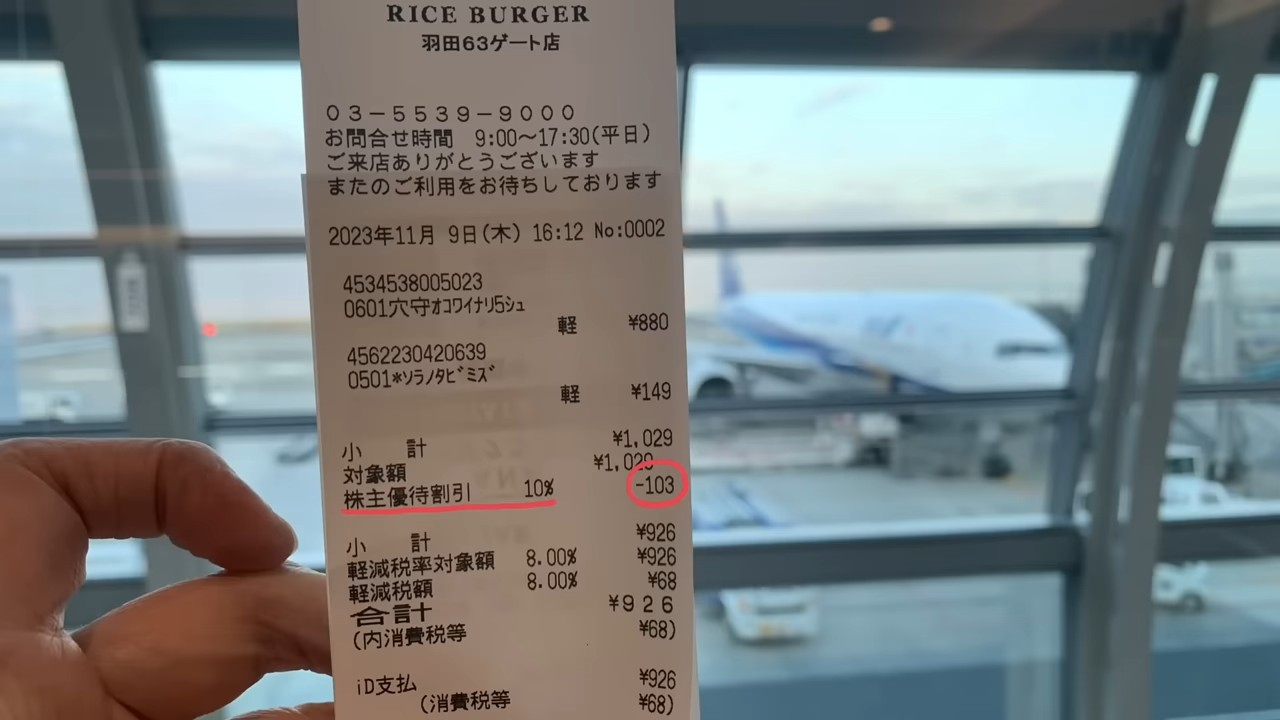 RICE BURGER
羽田63ゲート店
03-5539-9000
お問合せ時間 9:00〜17:30(平日)
ご来店ありがとうございます
またのご利用をお待ちしております
2023年11月 9日(木) 16:12 No:0002
4534538005023
0601穴守ｵｺﾜｲﾅﾘ5ｼｭ
軽 ¥880
4562230420639
0501*ｿﾗﾉﾀﾋﾞﾐｽﾞ
軽 ¥149
小 計 ¥1,029
対象額 ¥1,029
株主優待割引 10% -103
小 計 ¥926
軽減税率対象額 8.00% ¥926
軽減税額 8.00% ¥68
合計 ¥926
(内消費税等 ¥68)
iD支払 ¥926
(消費税等 ¥68)